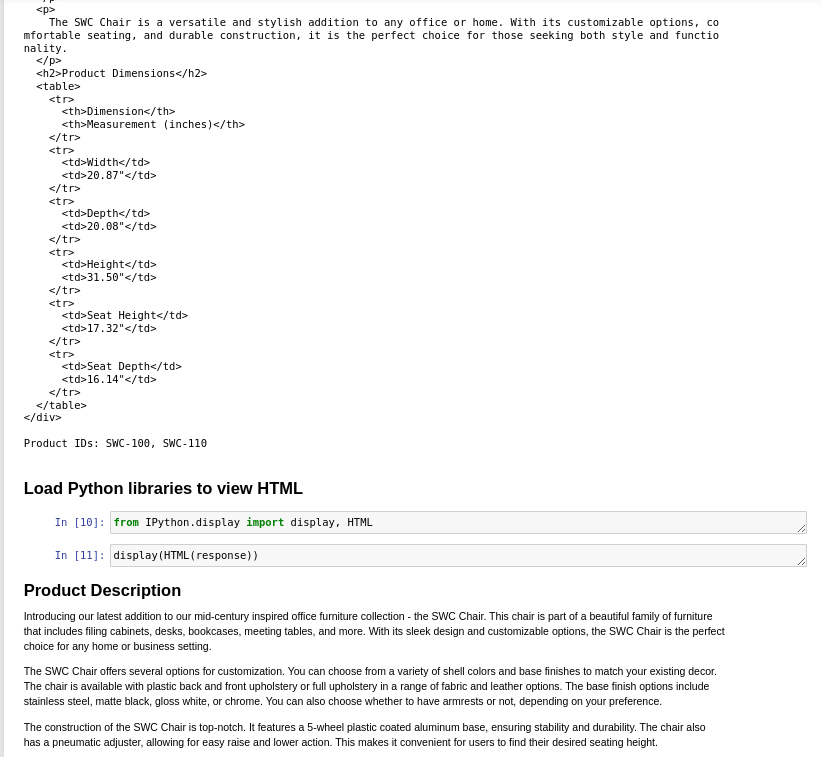 <p>
The SWC Chair is a versatile and stylish addition to any office or home. With its customizable options, co
mfortable seating, and durable construction, it is the perfect choice for those seeking both style and functio
nality.
</p>
<h2>Product Dimensions</h2>
<table>
<tr>
<th>Dimension</th>
<th>Measurement (inches)</th>
</tr>
<tr>
<td>Width</td>
<td>20.87"</td>
</tr>
<tr>
<td>Depth</td>
<td>20.08"</td>
</tr>
<tr>
<td>Height</td>
<td>31.50"</td>
</tr>
<tr>
<td>Seat Height</td>
<td>17.32"</td>
</tr>
<tr>
<td>Seat Depth</td>
<td>16.14"</td>
</tr>
</table>
</div>
Product IDs: SWC-100, SWC-110
Load Python libraries to view HTML
In [10]: from IPython.display import display, HTML
In [11]: display(HTML(response))
Product Description
Introducing our latest addition to our mid-century inspired office furniture collection - the SWC Chair. This chair is part of a beautiful family of furniture
that includes filing cabinets, desks, bookcases, meeting tables, and more. With its sleek design and customizable options, the SWC Chair is the perfect
choice for any home or business setting.
The SWC Chair offers several options for customization. You can choose from a variety of shell colors and base finishes to match your existing decor.
The chair is available with plastic back and front upholstery or full upholstery in a range of fabric and leather options. The base finish options include
stainless steel, matte black, gloss white, or chrome. You can also choose whether to have armrests or not, depending on your preference.
The construction of the SWC Chair is top-notch. It features a 5-wheel plastic coated aluminum base, ensuring stability and durability. The chair also
has a pneumatic adjuster, allowing for easy raise and lower action. This makes it convenient for users to find their desired seating height.